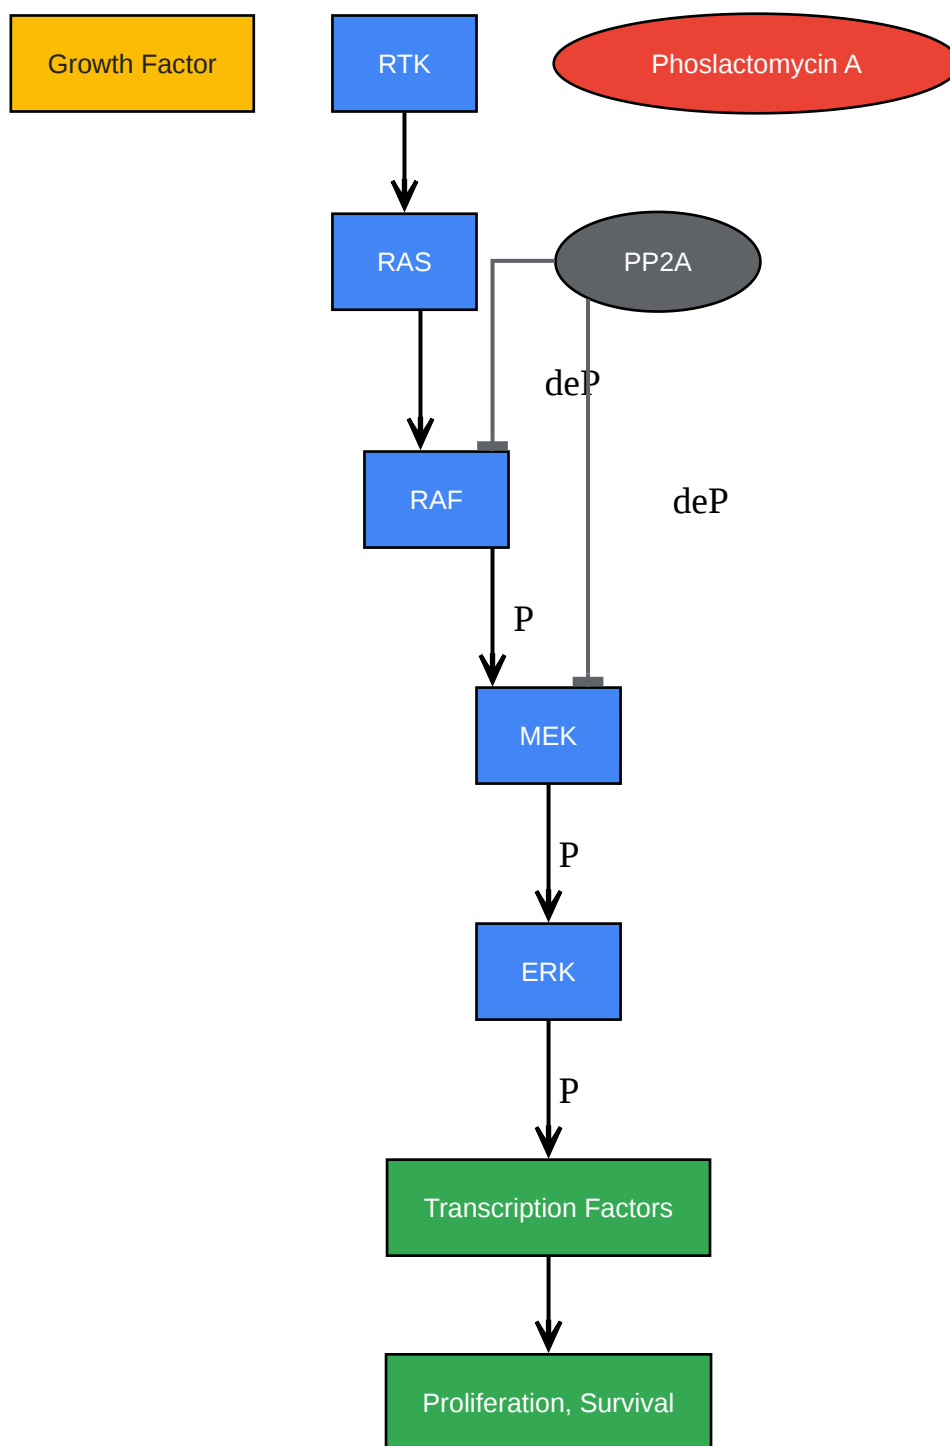 Growth Factor
RTK
Phoslactomycin A
RAS
PP2A
deP
RAF
deP
P
MEK
P
ERK
P
Transcription Factors
Proliferation, Survival